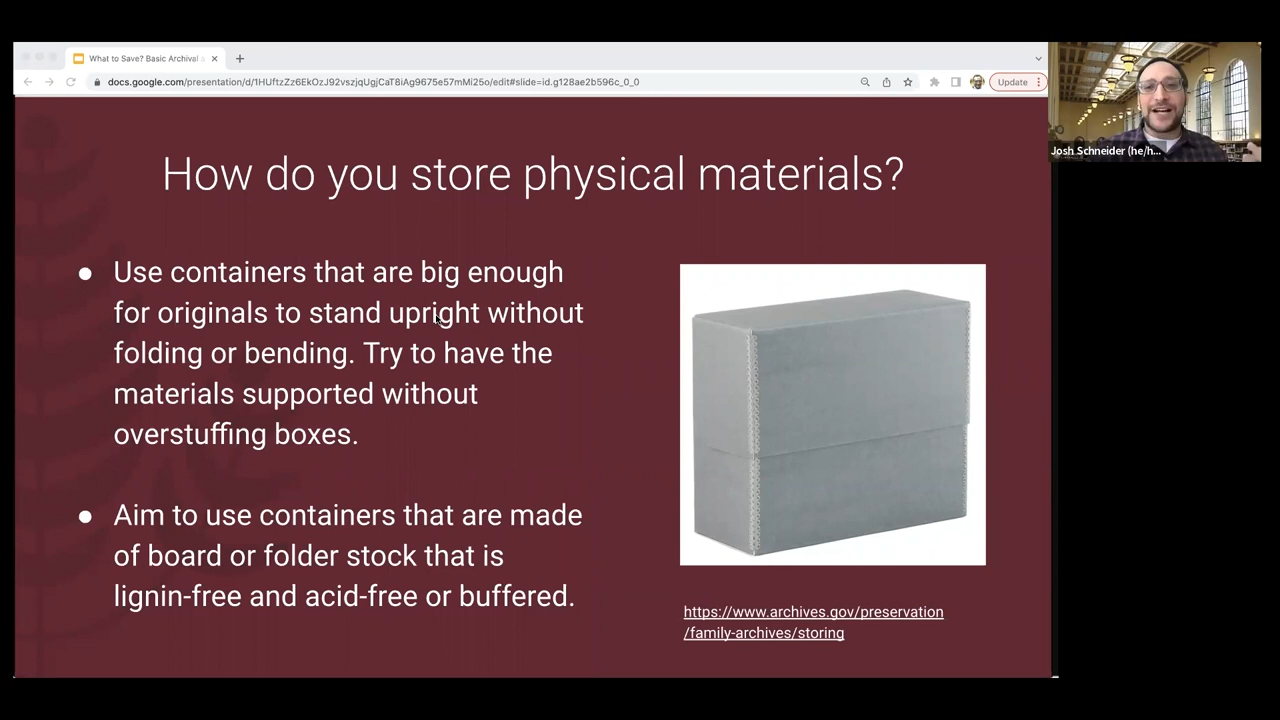 What to Save? Basic Archival
docs.google.com/presentation/d/1HUftzZz6EkOzJ92vszjqUgjCaT8iAg9675e57mMi25o/edit#slide=id.g128ae2b596c_0_0
Update
Josh Schneider (he/h...
How do you store physical materials?
● Use containers that are big enough
for originals to stand upright without
folding or bending. Try to have the
materials supported without
overstuffing boxes.
● Aim to use containers that are made
of board or folder stock that is
lignin-free and acid-free or buffered.
https://www.archives.gov/preservation
/family-archives/storing